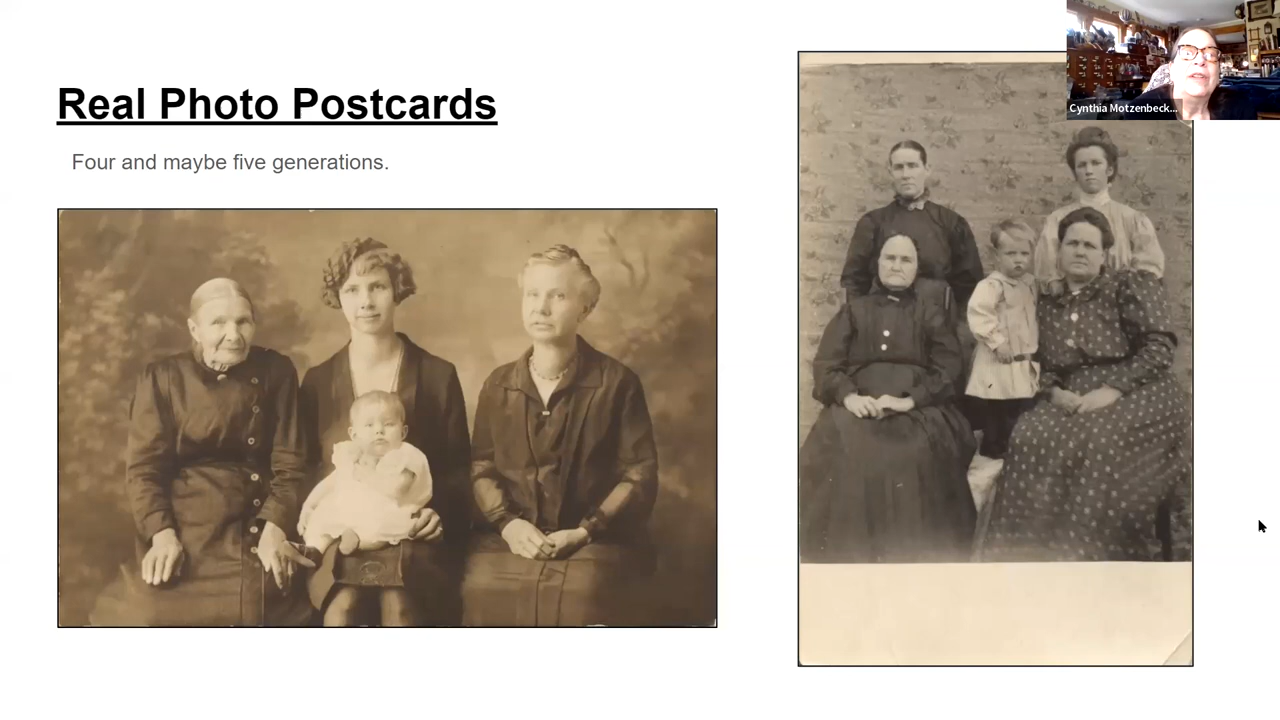 Real Photo Postcards
Four and maybe five generations.
Cynthia Motzenbeck...